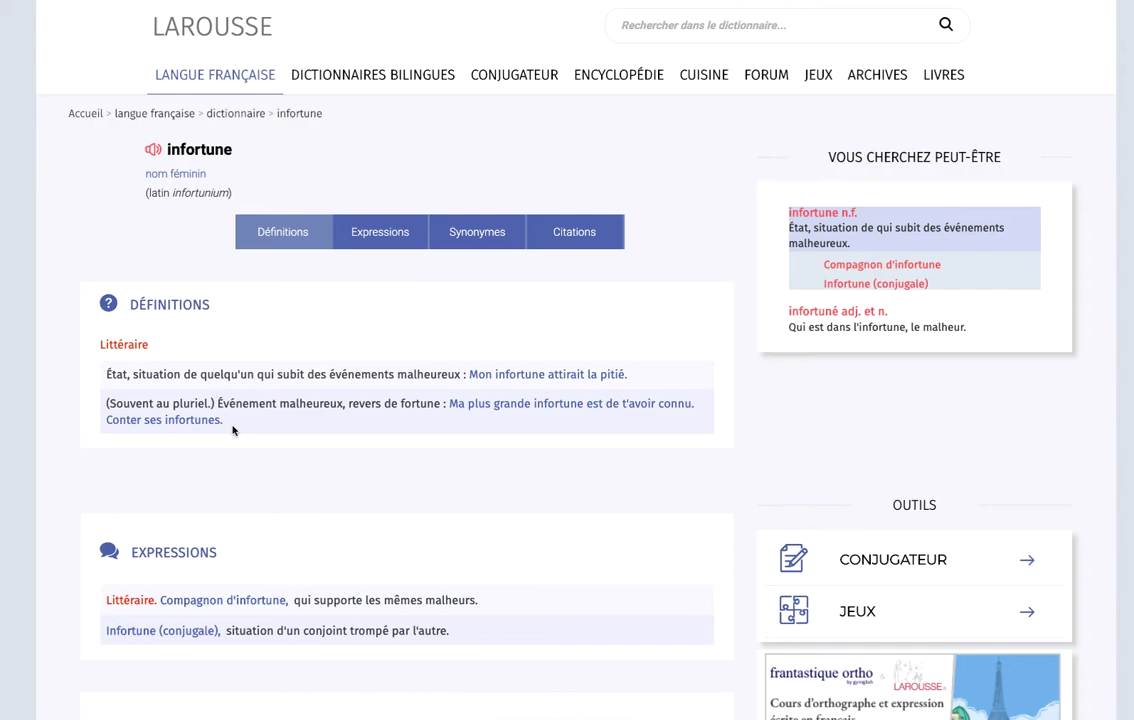 LAROUSSE
Rechercher dans le dictionnaire...
LANGUE FRANÇAISE DICTIONNAIRES BILINGUES CONJUGATEUR ENCYCLOPÉDIE CUISINE FORUM JEUX ARCHIVES LIVRES
Accueil > langue française > dictionnaire > infortune
infortune
nom féminin
(latin infortunium)
Définitions Expressions Synonymes Citations
? DÉFINITIONS
Littéraire
État, situation de quelqu'un qui subit des événements malheureux : Mon infortune attirait la pitié.
(Souvent au pluriel.) Événement malheureux, revers de fortune : Ma plus grande infortune est de t'avoir connu.
Conter ses infortunes.
EXPRESSIONS
Littéraire. Compagnon d'infortune, qui supporte les mêmes malheurs.
Infortune (conjugale), situation d'un conjoint trompé par l'autre.
VOUS CHERCHEZ PEUT-ÊTRE
infortune n.f.
État, situation de qui subit des événements
malheureux.
Compagnon d'infortune
Infortune (conjugale)
infortuné adj. et n.
Qui est dans l'infortune, le malheur.
OUTILS
CONJUGATEUR
JEUX
frantastique ortho
by gymglish
&
LAROUSSE
Cours d'orthographe et expression
écrite en français